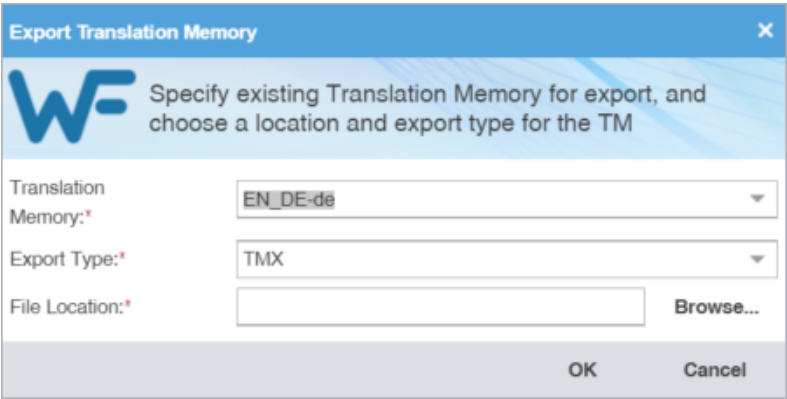 Export Translation Memory
WF
Specify existing Translation Memory for export, and
choose a location and export type for the TM
Translation
Memory:*
EN_DE-de
Export Type:*
TMX
File Location:*
Browse...
OK
Cancel